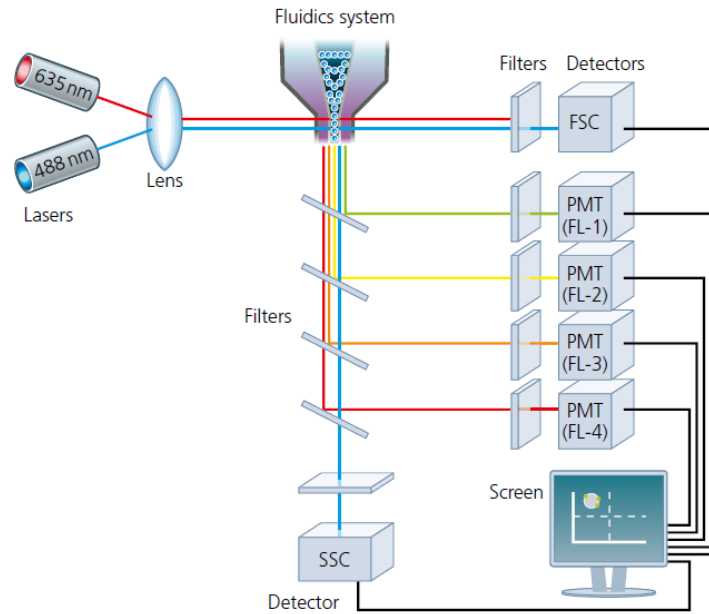 Fluidics system
635 nm
488 nm
Lens
Lasers
Filters
Detectors
FSC
PMT
(FL-1)
PMT
(FL-2)
Filters
PMT
(FL-3)
PMT
(FL-4)
Screen
SSC
Detector